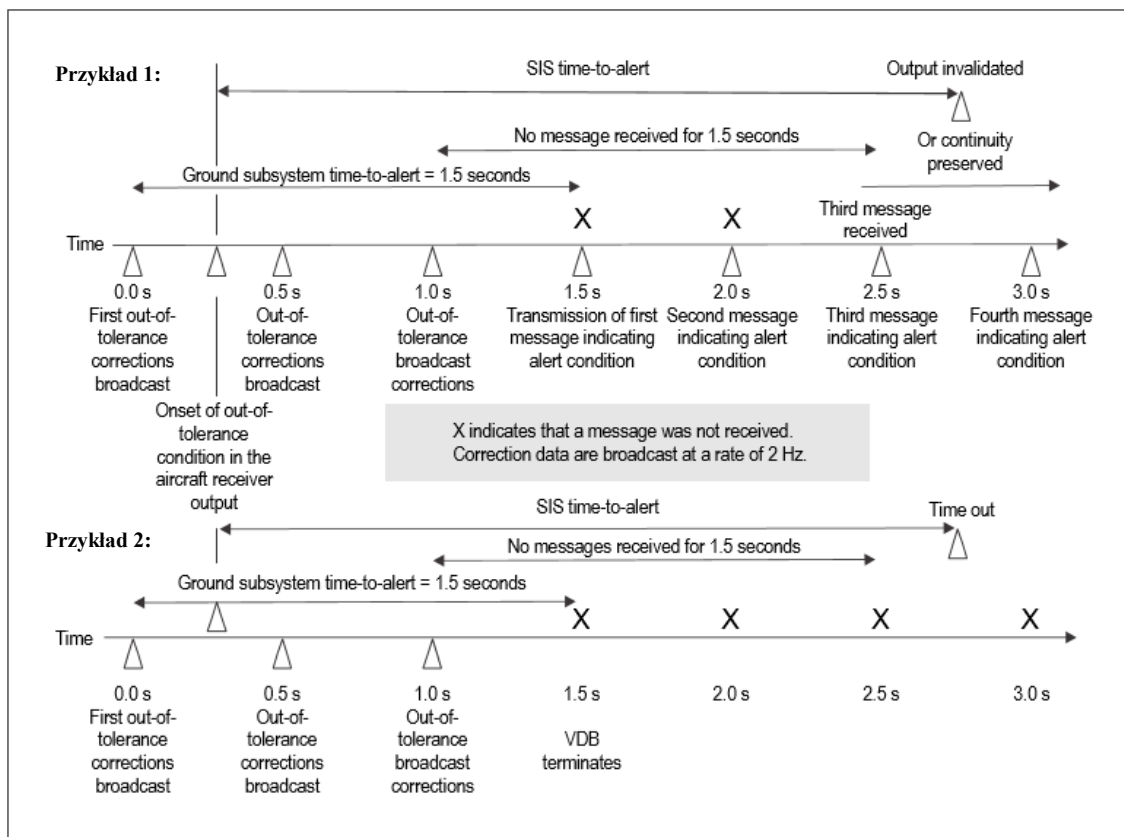 Przykład 1:
SIS time-to-alert
Output invalidated
No message received for 1.5 seconds
Or continuity
preserved
Ground subsystem time-to-alert = 1.5 seconds
X
X
Third message
received
Time
0.0 s
First out-of-
tolerance
corrections
broadcast
0.5 s
Out-of-
tolerance
corrections
broadcast
1.0 s
Out-of-
tolerance
broadcast
corrections
1.5 s
Transmission of first
message indicating
alert condition
2.0 s
Second message
indicating alert
condition
2.5 s
Third message
indicating alert
condition
3.0 s
Fourth message
indicating alert
condition
Onset of out-of-
tolerance
condition in the
aircraft receiver
output
X indicates that a message was not received.
Correction data are broadcast at a rate of 2 Hz.
SIS time-to-alert
Time out
Przykład 2:
No messages received for 1.5 seconds
Ground subsystem time-to-alert = 1.5 seconds
X
X
X
X
Time
0.0 s
First out-of-
tolerance
corrections
broadcast
0.5 s
Out-of-
tolerance
corrections
broadcast
1.0 s
Out-of-
tolerance
broadcast
corrections
1.5 s
VDB
terminates
2.0 s
2.5 s
3.0 s